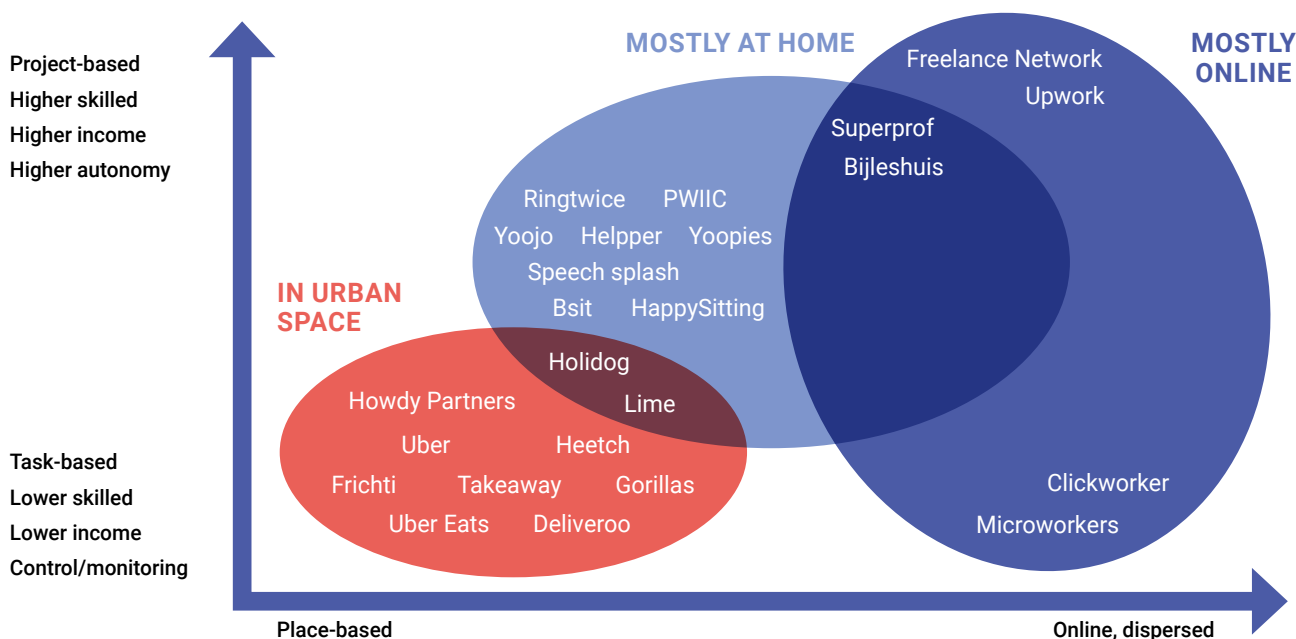 Project-based
Higher skilled
Higher income
Higher autonomy
Task-based
Lower skilled
Lower income
Control/monitoring
IN URBAN
SPACE
Howdy Partners
Uber Heetch
Frichti Takeaway Gorillas
Uber Eats Deliveroo
Holidog
Lime
MOSTLY AT HOME
Ringtwice PWIIC
Yoojo Helpper Yoopies
Speech splash
Bsit HappySitting
Superprof
Bijleshuis
MOSTLY
ONLINE
Freelance Network
Upwork
Clickworker
Microworkers
Place-based
Online, dispersed